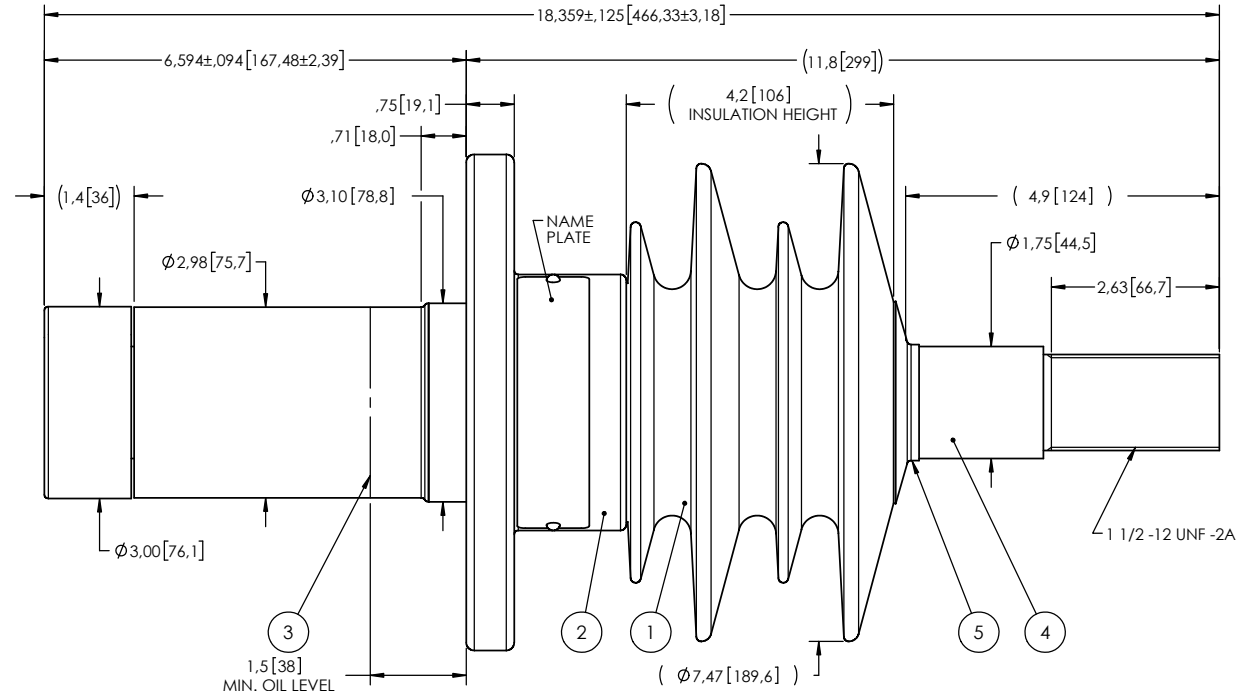 18,359±,125[466,33±3,18]
6,594±,094[167,48±2,39]
(11,8[299])
,75[19,1]
( 4,2[106] )
INSULATION HEIGHT
,71[18,0]
(1,4[36])
Ø3,10[78,8]
( 4,9[124] )
NAME
PLATE
Ø1,75[44,5]
Ø2,98[75,7]
2,63[66,7]
Ø3,00[76,1]
1 1/2 -12 UNF -2A
3
2
1
5
4
1,5[38]
MIN. OIL LEVEL
( Ø7,47[189,6] )